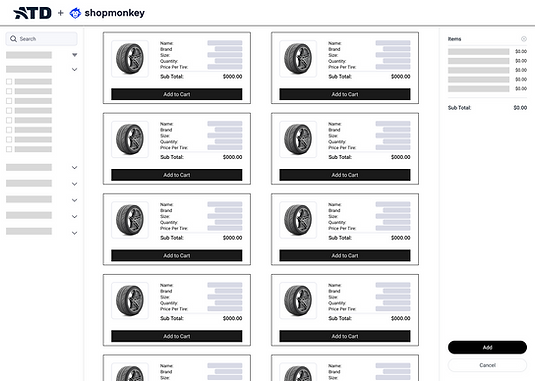 ATD + shopmonkey
Search
Name:
Brand
Size:
Quantity:
Price Per Tire:
Sub Total: $000.00
Add to Cart
Name:
Brand
Size:
Quantity:
Price Per Tire:
Sub Total: $000.00
Add to Cart
Name:
Brand
Size:
Quantity:
Price Per Tire:
Sub Total: $000.00
Add to Cart
Name:
Brand
Size:
Quantity:
Price Per Tire:
Sub Total: $000.00
Add to Cart
Name:
Brand
Size:
Quantity:
Price Per Tire:
Sub Total: $000.00
Add to Cart
Name:
Brand
Size:
Quantity:
Price Per Tire:
Sub Total: $000.00
Add to Cart
Name:
Brand
Size:
Quantity:
Price Per Tire:
Sub Total: $000.00
Add to Cart
Name:
Brand
Size:
Quantity:
Price Per Tire:
Sub Total: $000.00
Add to Cart
Name:
Brand
Size:
Name:
Brand
Size:
Items
$0.00
$0.00
$0.00
$0.00
$0.00
Sub Total: $0.00
Add
Cancel